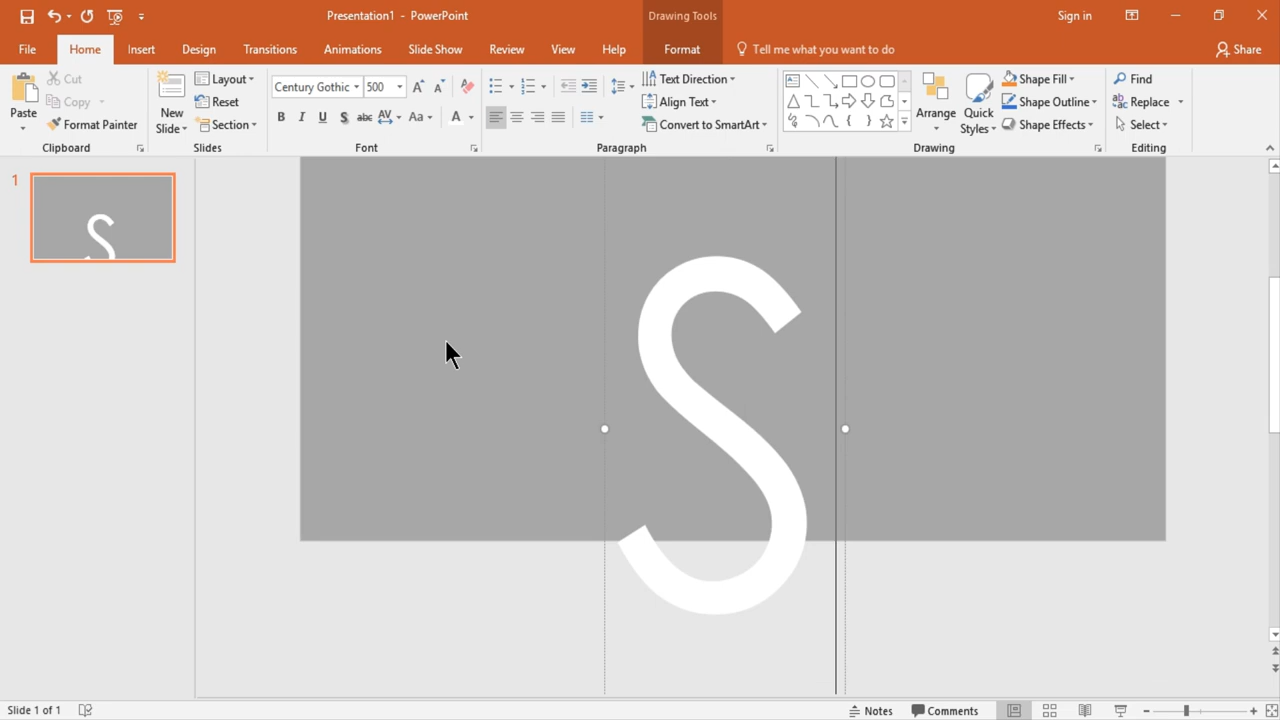 Presentation1 - PowerPoint
Drawing Tools
Sign in
File Home Insert Design Transitions Animations Slide Show Review View Help Format Tell me what you want to do Share
Paste
Cut
Copy
Format Painter
Clipboard
New
Slide
Layout
Reset
Section
Slides
Century Gothic 500
B I U S abc AV Aa A
Font
Text Direction
Align Text
Convert to SmartArt
Paragraph
Arrange
Quick
Styles
Shape Fill
Shape Outline
Shape Effects
Drawing
Find
Replace
Select
Editing
1
S
S
Slide 1 of 1
Notes
Comments